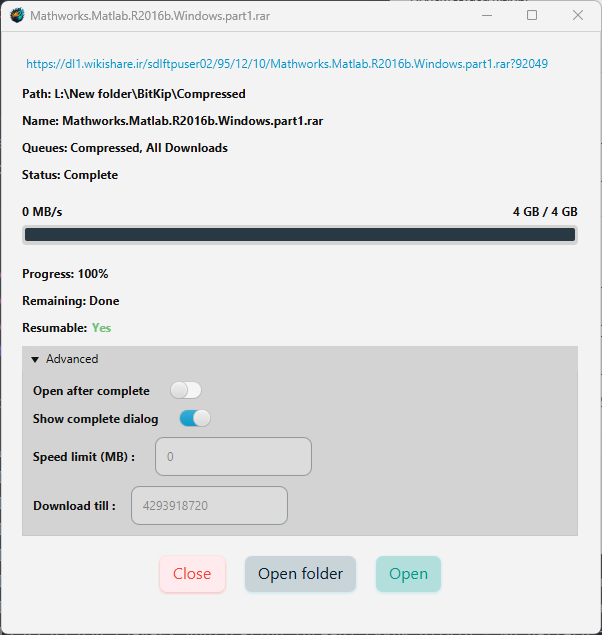 Mathworks.Matlab.R2016b.Windows.part1.rar
https://dl1.wikishare.ir/sdlftpuser02/95/12/10/Mathworks.Matlab.R2016b.Windows.part1.rar?92049
Path: L:\New folder\BitKip\Compressed
Name: Mathworks.Matlab.R2016b.Windows.part1.rar
Queues: Compressed, All Downloads
Status: Complete
0 MB/s 4 GB / 4 GB
Progress: 100%
Remaining: Done
Resumable: Yes
Advanced
Open after complete
Show complete dialog
Speed limit (MB) : 0
Download till : 4293918720
Close Open folder Open